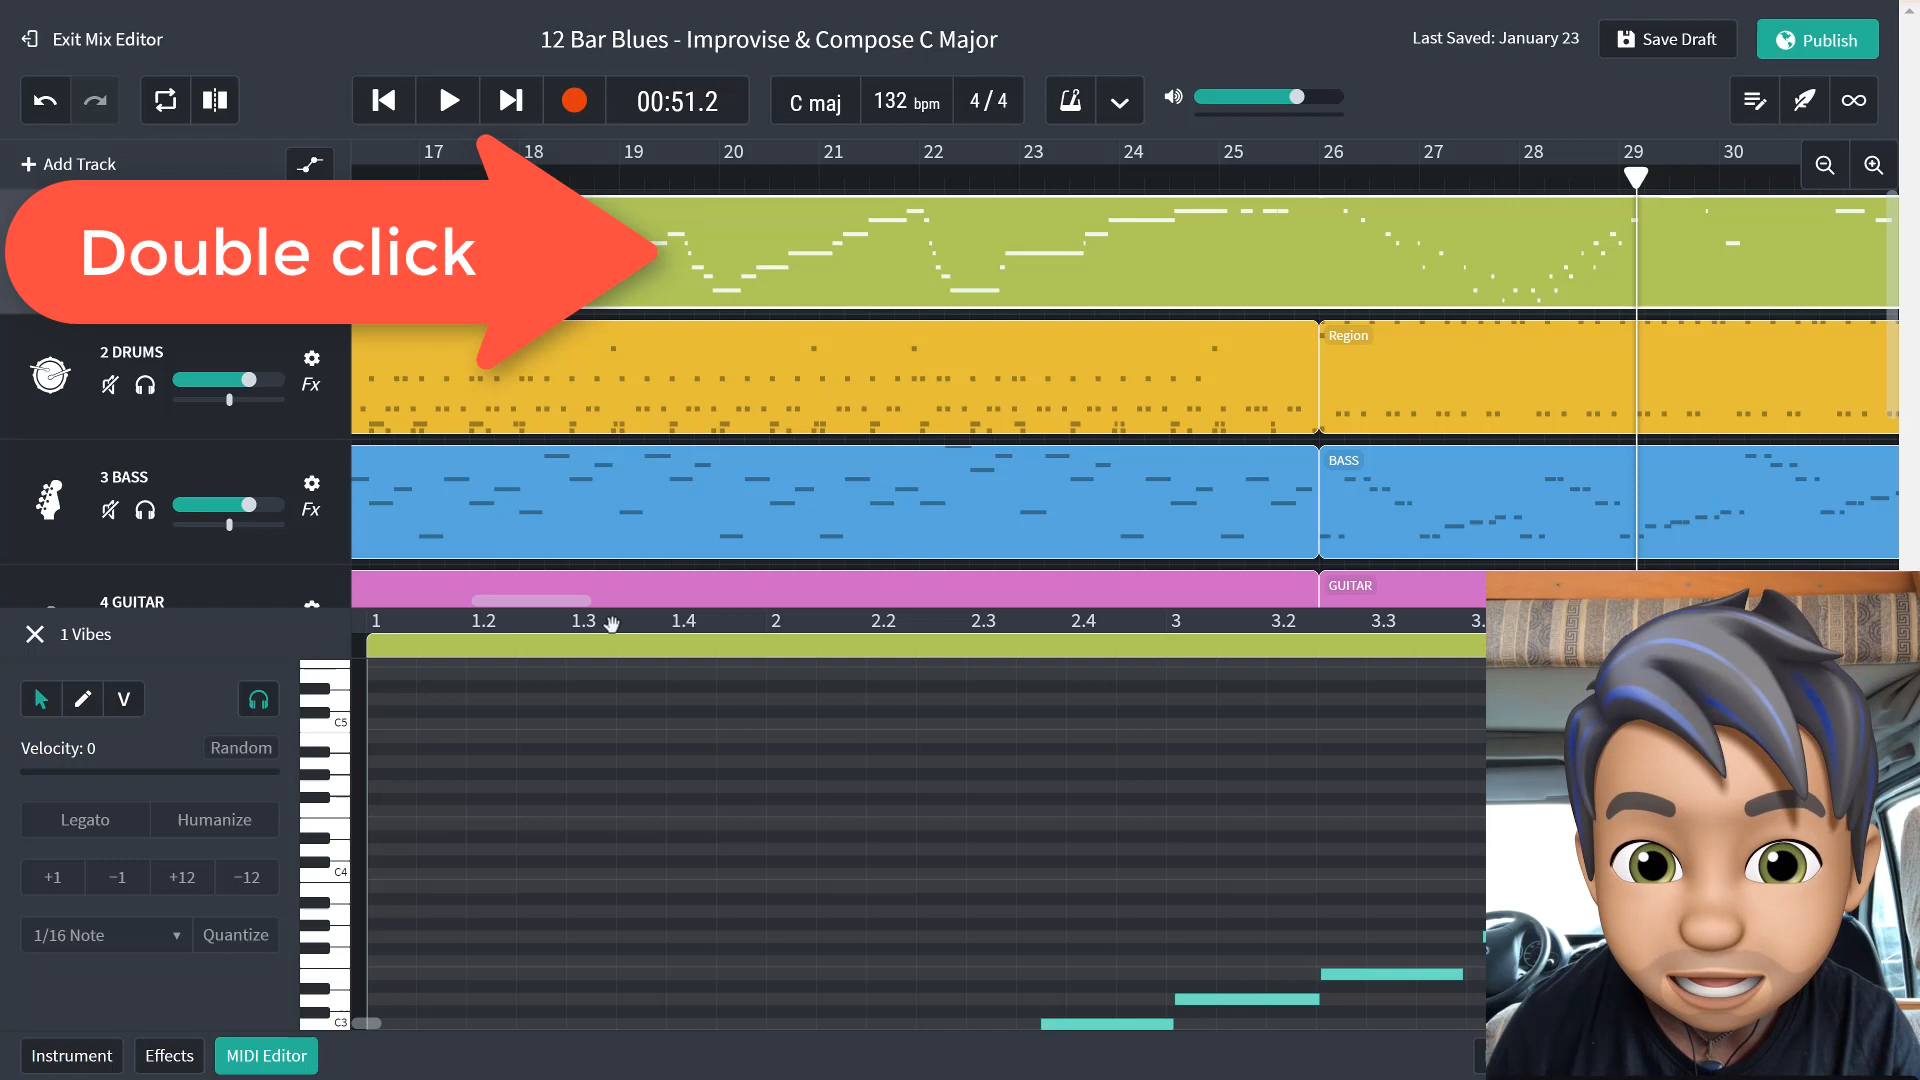 Exit Mix Editor
12 Bar Blues - Improvise & Compose C Major
Last Saved: January 23
Save Draft
Publish
00:51.2
C maj
132 bpm
4 / 4
Add Track
17 18 19 20 21 22 23 24 25 26 27 28 29 30
Double click
2 DRUMS
Fx
Region
3 BASS
Fx
BASS
4 GUITAR
GUITAR
1 1.2 1.3 1.4 2 2.2 2.3 2.4 3 3.2 3.3 3.
1 Vibes
V
C5
Velocity: 0
Random
Legato
Humanize
C4
+1 -1 +12 -12
1/16 Note
Quantize
C3
Instrument
Effects
MIDI Editor